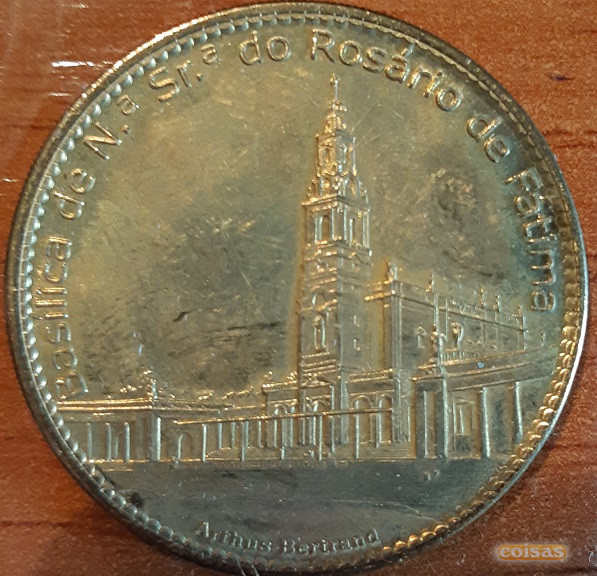 Basílica de N.ª Sr.ª do Rosário de Fátima
Arthus Bertrand
coisas